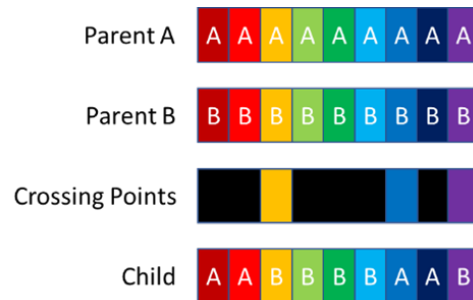 Parent A A A A A A A A A A
Parent B B B B B B B B B B
Crossing Points
Child A A B B B B A A B